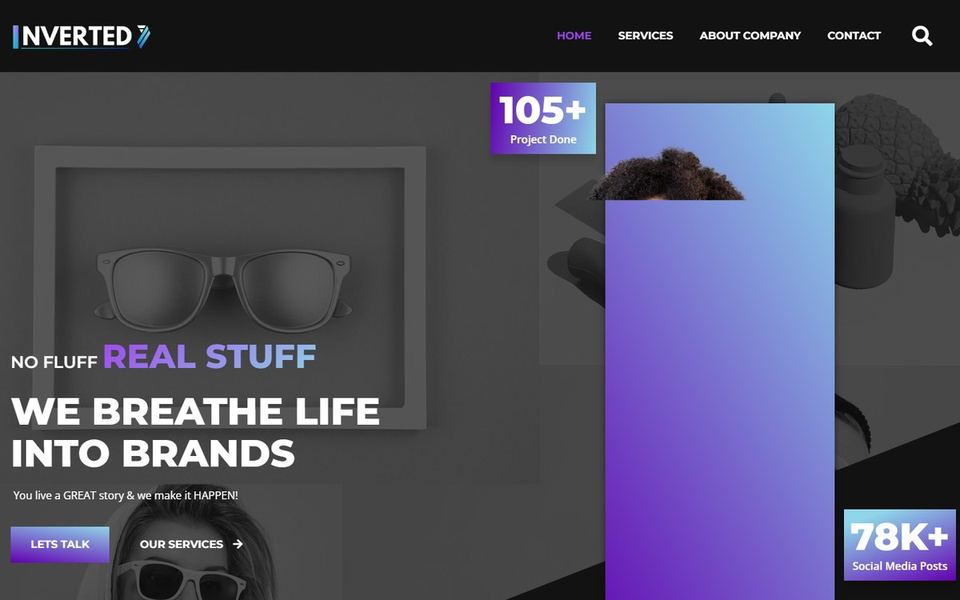 INVERTED
HOME SERVICES ABOUT COMPANY CONTACT
105+
Project Done
NO FLUFF REAL STUFF
WE BREATHE LIFE
INTO BRANDS
You live a GREAT story & we make it HAPPEN!
LETS TALK OUR SERVICES
78K+
Social Media Posts